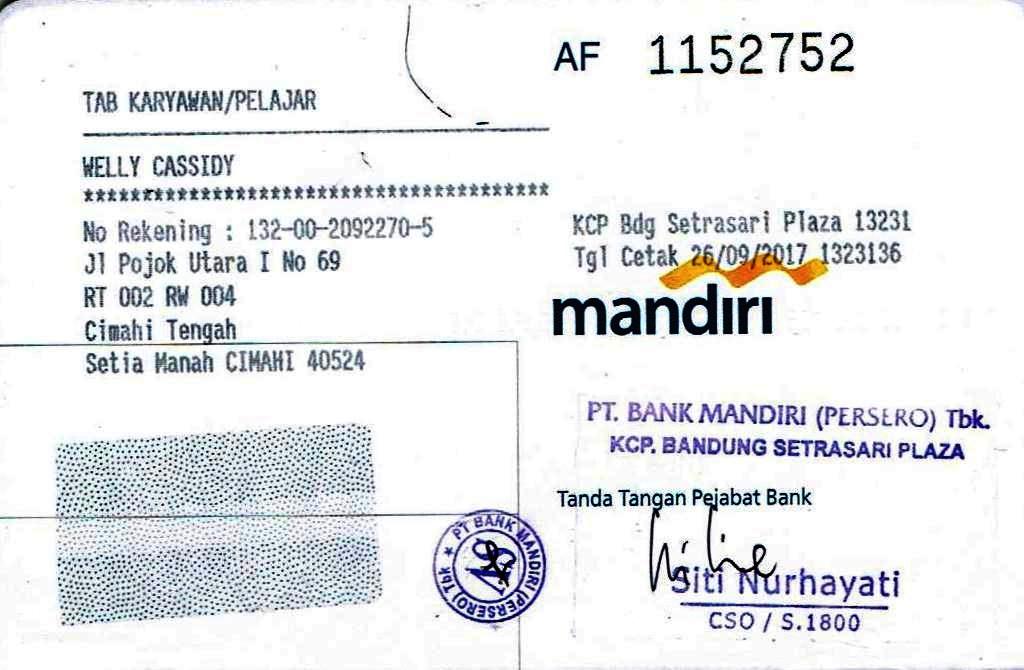 AF 1152752
TAB KARYAWAN/PELAJAR
WELLY CASSIDY
***************************************
No Rekening : 132-00-2092270-5
Jl Pojok Utara I No 69
RT 002 RW 004
Cimahi Tengah
Setia Manah CIMAHI 40524
KCP Bdg Setrasari Plaza 13231
Tgl Cetak 26/09/2017 1323136
mandiri
PT. BANK MANDIRI (PERSERO) Tbk.
KCP. BANDUNG SETRASARI PLAZA
Tanda Tangan Pejabat Bank
Siti Nurhayati
CSO / S.1800
★ PT BANK MANDIRI (PERSERO) Tbk